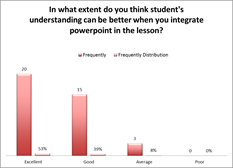 In what extent do you think student's
understanding can be better when you integrate
powerpoint in the lesson?
Frequently Frequently Distribution
20
15
3
53%
39%
8%
0 0%
Excellent Good Average Poor